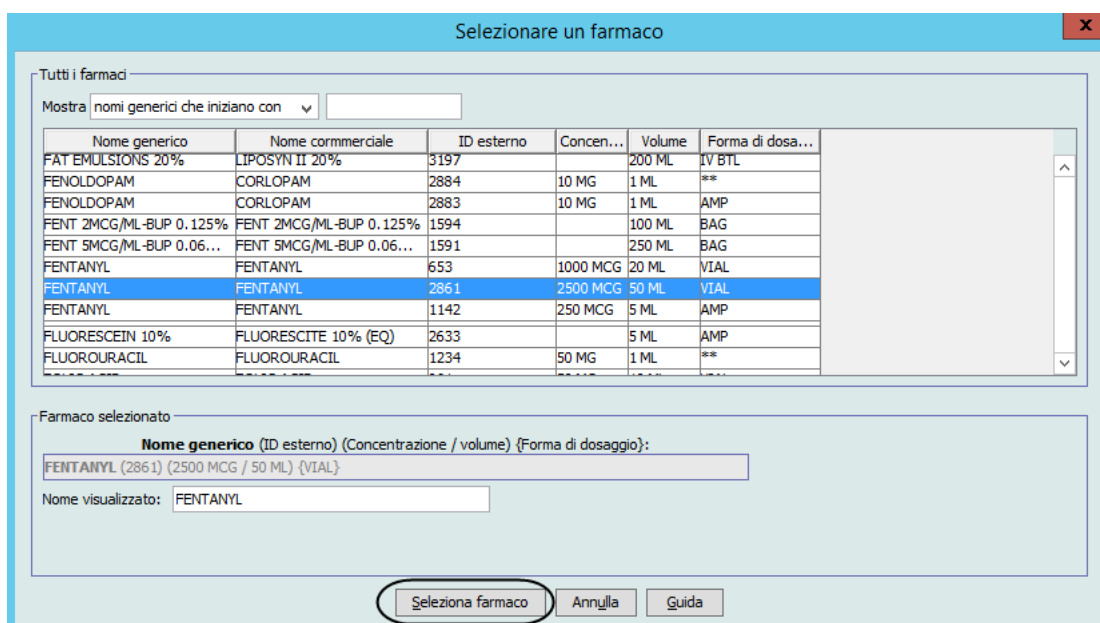 Selezionare un farmaco
x
Tutti i farmaci
Mostra nomi generici che iniziano con
Nome generico Nome cormmerciale ID esterno Concen... Volume Forma di dosa...
FAT EMULSIONS 20% LIPOSYN II 20% 3197 200 ML IV BTL
FENOLDOPAM CORLOPAM 2884 10 MG 1 ML **
FENOLDOPAM CORLOPAM 2883 10 MG 1 ML AMP
FENT 2MCG/ML-BUP 0.125% FENT 2MCG/ML-BUP 0.125% 1594 100 ML BAG
FENT 5MCG/ML-BUP 0.06... FENT 5MCG/ML-BUP 0.06... 1591 250 ML BAG
FENTANYL FENTANYL 653 1000 MCG 20 ML VIAL
FENTANYL FENTANYL 2861 2500 MCG 50 ML VIAL
FENTANYL FENTANYL 1142 250 MCG 5 ML AMP
FLUORESCEIN 10% FLUORESCITE 10% (EQ) 2633 5 ML AMP
FLUOROURACIL FLUOROURACIL 1234 50 MG 1 ML **
Farmaco selezionato
Nome generico (ID esterno) (Concentrazione / volume) {Forma di dosaggio}:
FENTANYL (2861) (2500 MCG / 50 ML) {VIAL}
Nome visualizzato: FENTANYL
Seleziona farmaco Annulla Guida